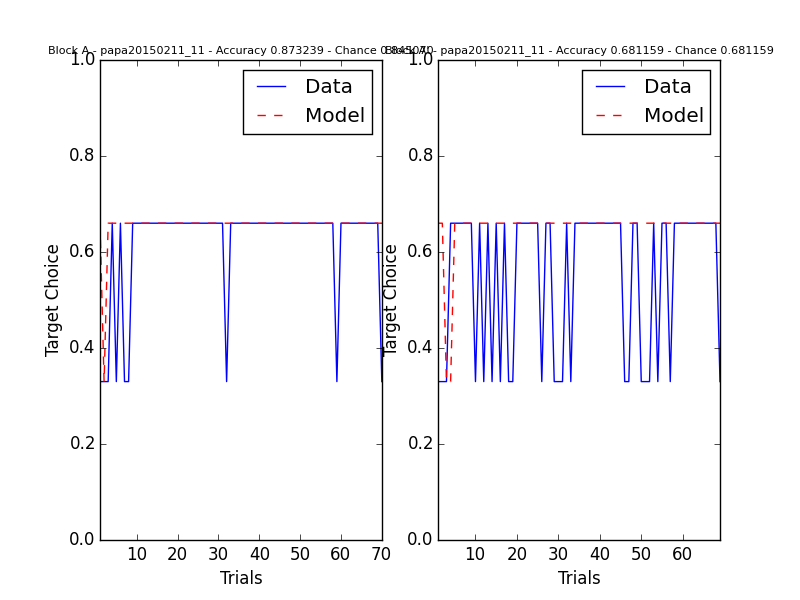 Block A - papa20150211_11 - Accuracy 0.873239 - Chance 0.845070
- papa20150211_11 - Accuracy 0.681159 - Chance 0.681159
1.0
0.8
0.6
0.4
0.2
0.0
10 20 30 40 50 60 70
Trials
Target Choice
Data
Model
1.0
0.8
0.6
0.4
0.2
0.0
10 20 30 40 50 60
Trials
Target Choice
Data
Model